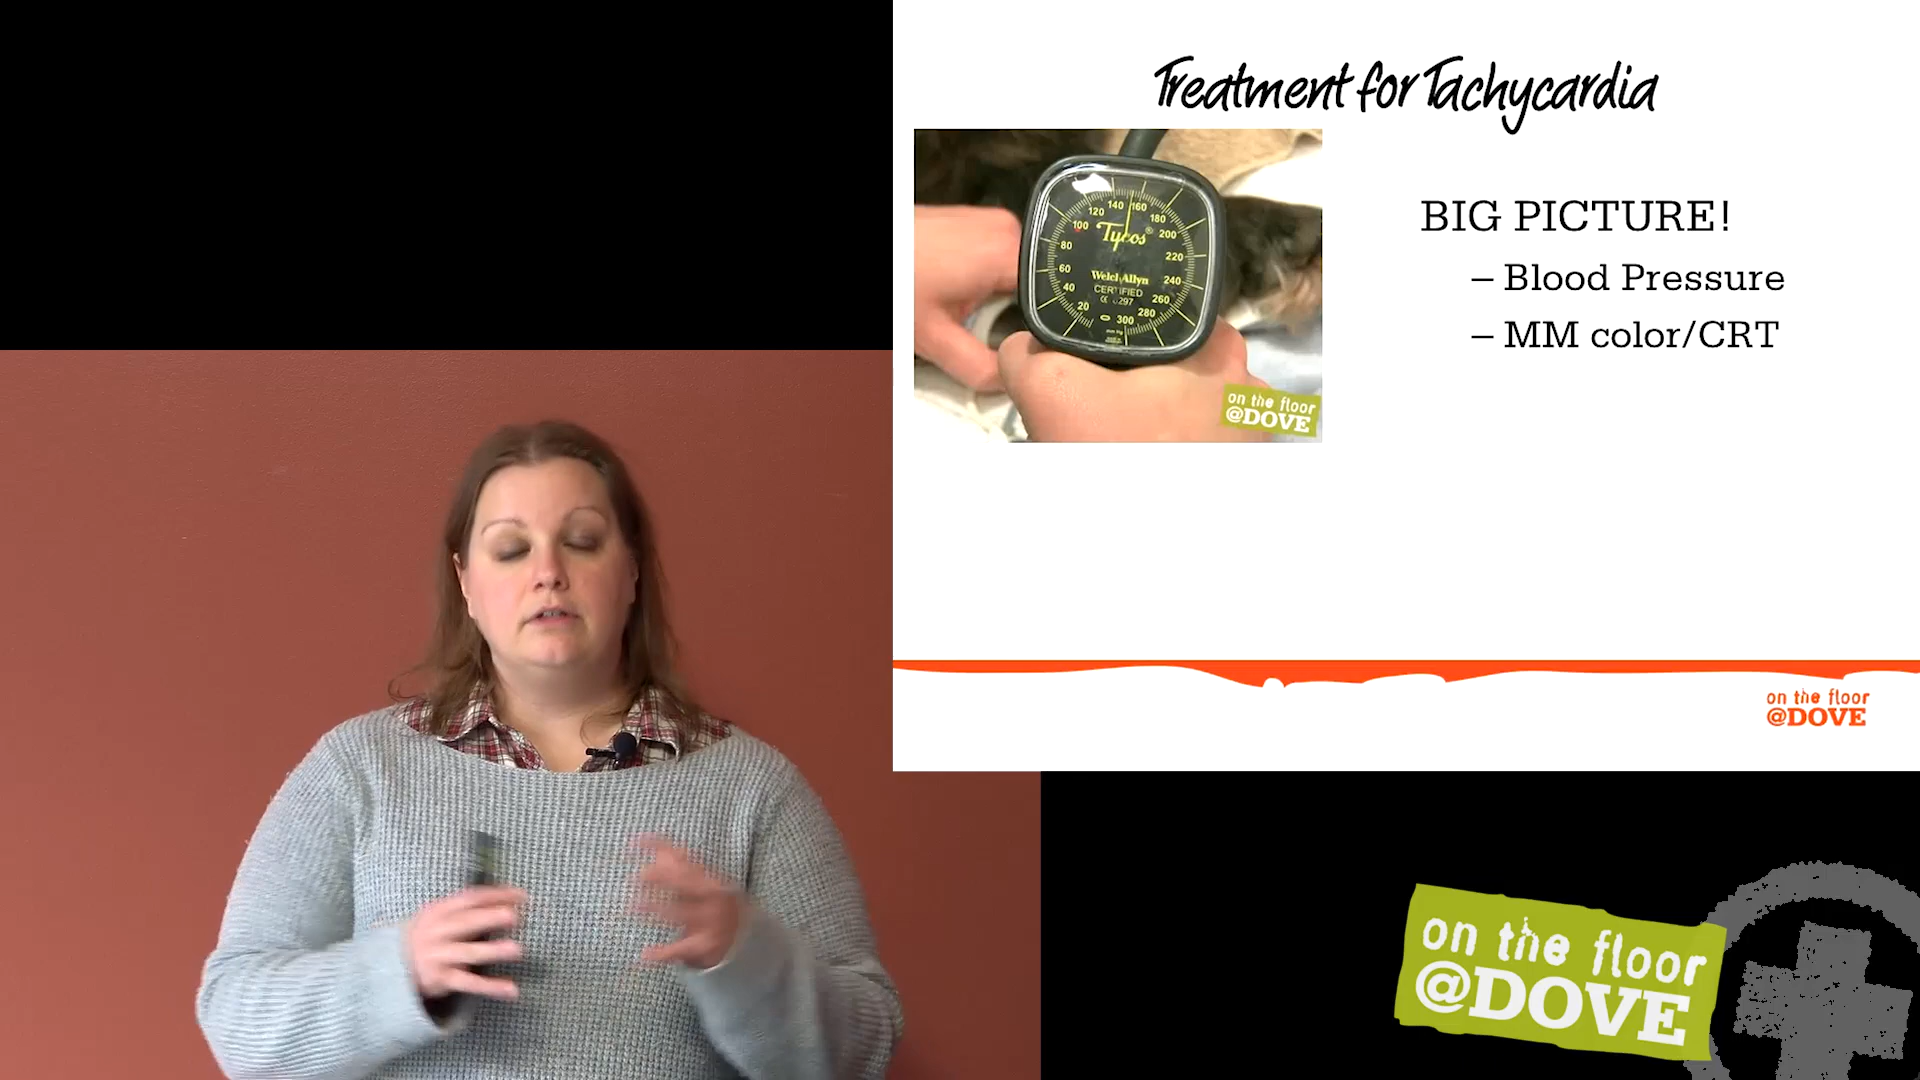 Treatment for Tachycardia
BIG PICTURE!
– Blood Pressure
– MM color/CRT
140 160
120 180
100 200
80 220
60 240
40 260
20 280
300
Tycos ®
Welch Allyn
CERTIFIED
CE 0297
on the floor
@DOVE
on the floor
@DOVE
on the floor
@DOVE